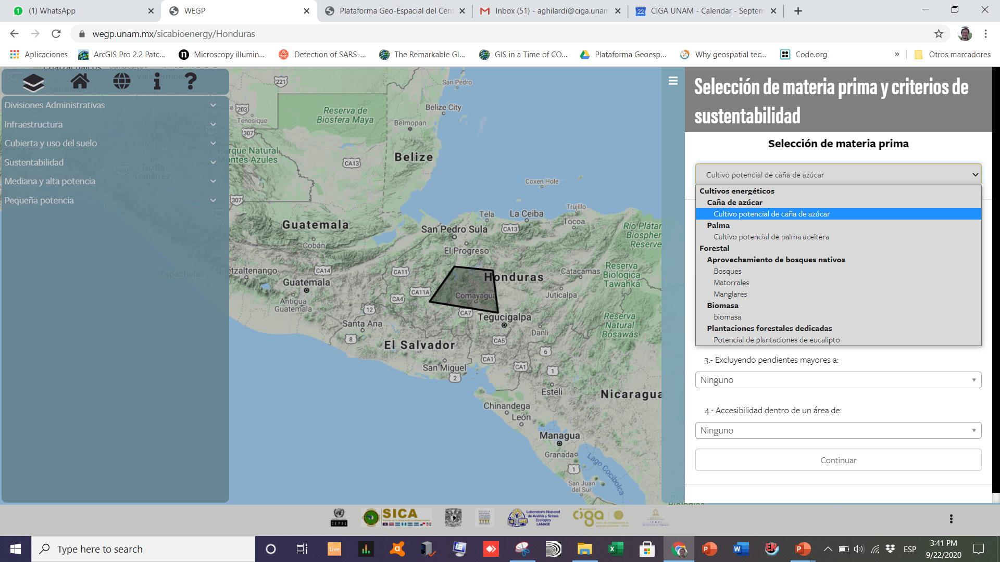 (1) WhatsApp
WEGP
Plataforma Geo-Espacial del Cent
Inbox (51) - aghilardi@ciga.unam
22
CIGA UNAM - Calendar - Septem
wegp.unam.mx/sicabioenergy/Honduras
Aplicaciones
ArcGIS Pro 2.2 Patc...
Microscopy illumin...
Detection of SARS-...
The Remarkable Gl...
GIS in a Time of CO...
Plataforma Geoesp...
Why geospatial tec...
Code.org
»
Otros marcadores
Divisiones Administrativas
Infraestructura
Cubierta y uso del suelo
Sustentabilidad
Mediana y alta potencia
Pequeña potencia
221
San Pedro
203
Tenosique
Reserva de
Biosfera Maya
Belize City
Belmopan
307
CHIAPAS
Parque Natural
Montes Azules
CA13
Belize
Tuxtla
Gutiérrez
Coxen Hole
307
Trujillo
Tela
La Ceiba
Tocoa
Guatemala
San Pedro Sula
CA13
Cobán
El Progreso
Tapachula
Quetzaltenango
CA14
CA11
Honduras
Catacamas
Reserva
Biologica
Tawahka
Guatemala
CA11A
CA4
Comayagua
Juticalpa
Antigua
Guatemala
12
CA7
Tegucigalpa
Santa Ana
Danli
Reserva
Natural
Bosawás
8
El Salvador
CA5
6
San Miguel
CA1
CA1
1
2
Estelí
Nicaragua
Chinandega
León
Managua
Granada
1
Lago Cocibolca
San Juan
del Sur
Selección de materia prima y criterios de
sustentabilidad
Selección de materia prima
Cultivo potencial de caña de azúcar
Cultivos energéticos
Caña de azúcar
Cultivo potencial de caña de azúcar
Palma
Cultivo potencial de palma aceitera
Forestal
Aprovechamiento de bosques nativos
Bosques
Matorrales
Manglares
Biomasa
biomasa
Plantaciones forestales dedicadas
Potencial de plantaciones de eucalipto
3.- Excluyendo pendientes mayores a:
Ninguno
4.- Accesibilidad dentro de un área de:
Ninguno
Continuar
CEPAL
SICA
Laboratorio Nacional
de Análisis y Síntesis
Ecológica
LANASE
ciga
Type here to search
Live
ESP
3:41 PM
9/22/2020